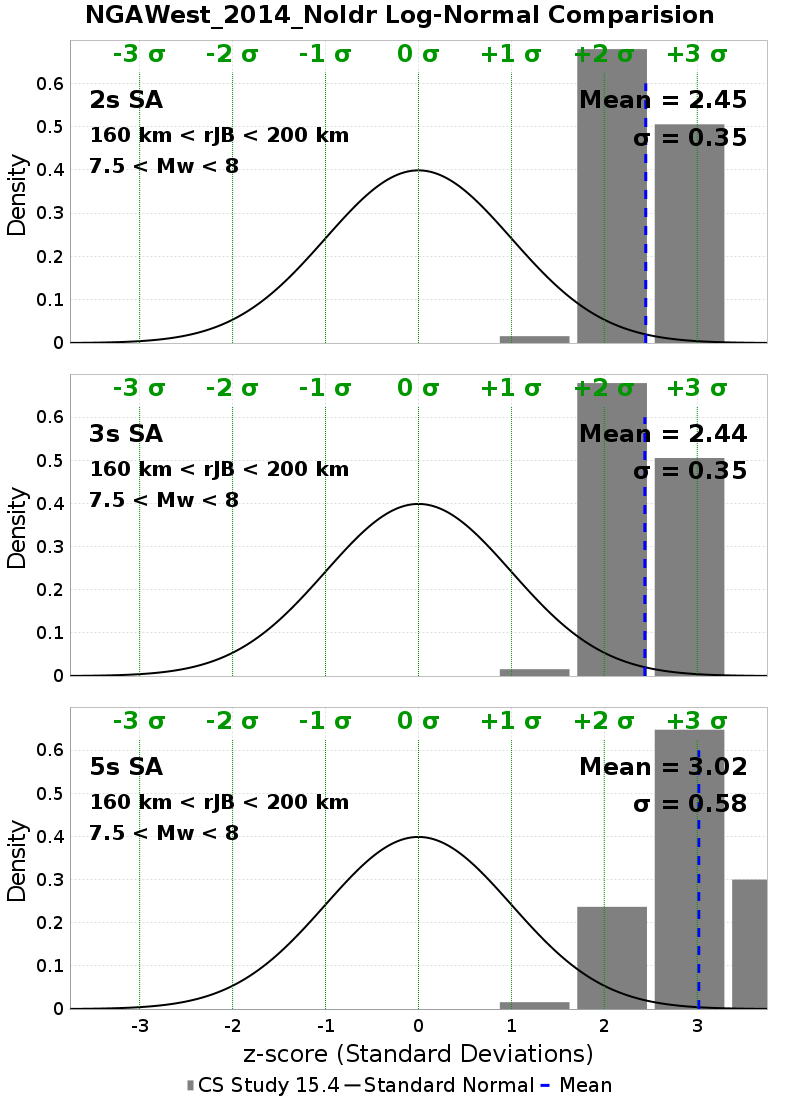 NGAWest_2014_NoIdr Log-Normal Comparision
-3 σ -2 σ -1 σ 0 σ +1 σ +2 σ +3 σ
2s SA
Mean = 2.45
160 km < rJB < 200 km
σ = 0.35
7.5 < Mw < 8
Density
0.6
0.5
0.4
0.3
0.2
0.1
0
-3 σ -2 σ -1 σ 0 σ +1 σ +2 σ +3 σ
3s SA
Mean = 2.44
160 km < rJB < 200 km
σ = 0.35
7.5 < Mw < 8
Density
0.6
0.5
0.4
0.3
0.2
0.1
0
-3 σ -2 σ -1 σ 0 σ +1 σ +2 σ +3 σ
5s SA
Mean = 3.02
160 km < rJB < 200 km
σ = 0.58
7.5 < Mw < 8
Density
0.6
0.5
0.4
0.3
0.2
0.1
0
-3 -2 -1 0 1 2 3
z-score (Standard Deviations)
CS Study 15.4 Standard Normal Mean